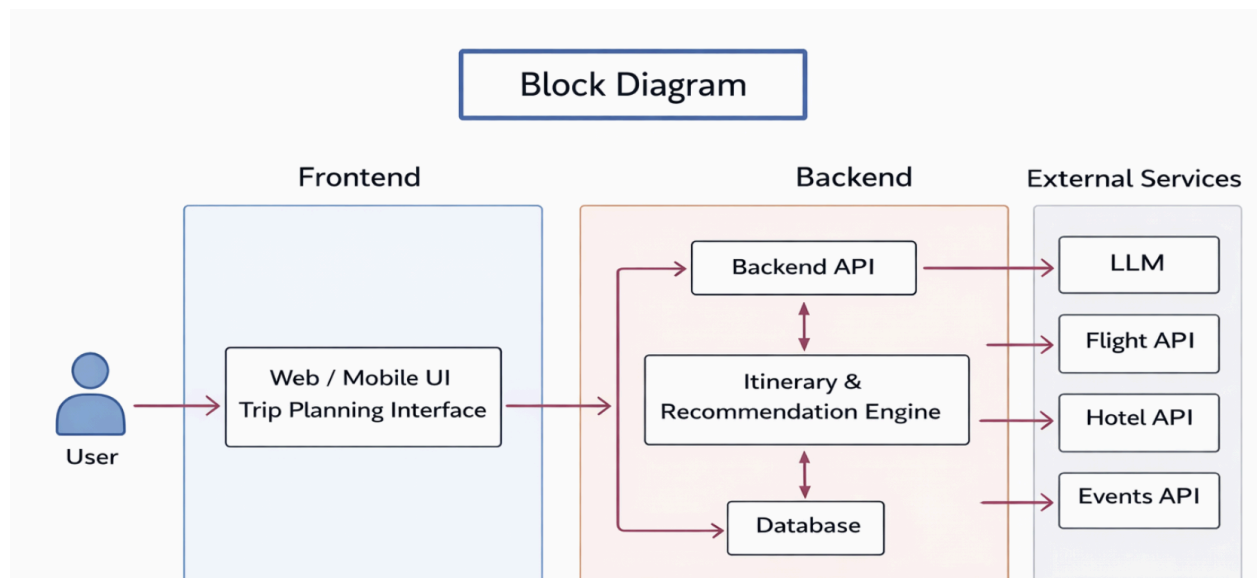 Block Diagram
Frontend
Backend
External Services
User
Web / Mobile UI
Trip Planning Interface
Backend API
Itinerary &
Recommendation Engine
Database
LLM
Flight API
Hotel API
Events API